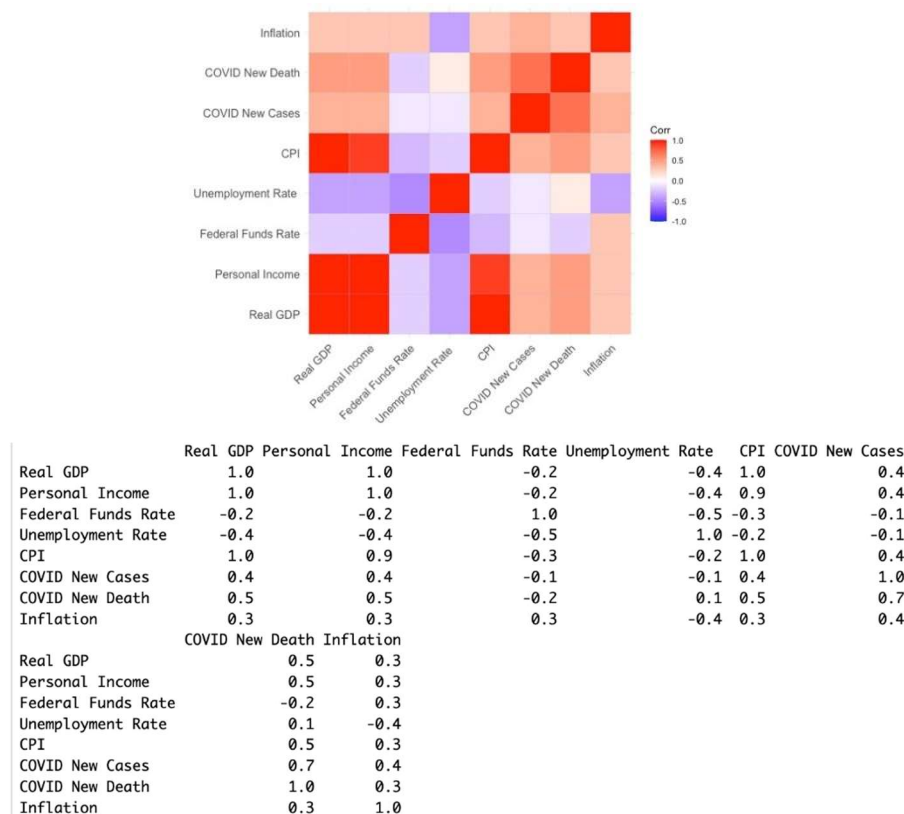 Inflation
COVID New Death
COVID New Cases
CPI
Unemployment Rate
Federal Funds Rate
Personal Income
Real GDP
Real GDP
Personal Income
Federal Funds Rate
Unemployment Rate
CPI
COVID New Cases
COVID New Death
Inflation
Corr
1.0
0.5
0.0
-0.5
-1.0
Real GDP Personal Income Federal Funds Rate Unemployment Rate CPI COVID New Cases
Real GDP 1.0 1.0 -0.2 -0.4 1.0 0.4
Personal Income 1.0 1.0 -0.2 -0.4 0.9 0.4
Federal Funds Rate -0.2 -0.2 1.0 -0.5 -0.3 -0.1
Unemployment Rate -0.4 -0.4 -0.5 1.0 -0.2 -0.1
CPI 1.0 0.9 -0.3 -0.2 1.0 0.4
COVID New Cases 0.4 0.4 -0.1 -0.1 0.4 1.0
COVID New Death 0.5 0.5 -0.2 0.1 0.5 0.7
Inflation 0.3 0.3 0.3 -0.4 0.3 0.4
COVID New Death Inflation
Real GDP 0.5 0.3
Personal Income 0.5 0.3
Federal Funds Rate -0.2 0.3
Unemployment Rate 0.1 -0.4
CPI 0.5 0.3
COVID New Cases 0.7 0.4
COVID New Death 1.0 0.3
Inflation 0.3 1.0